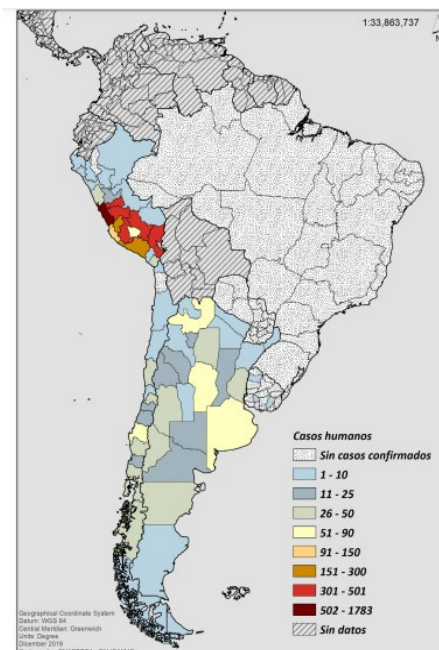 1:33,863,737
Casos humanos
Sin casos confirmados
1 - 10
11 - 25
26 - 50
51 - 90
91 - 150
151 - 300
301 - 501
502 - 1783
Sin datos
Geographical Coordinate System
Datum: WGS 84
Central Meridian: Greenwich
Units: Degree
Disember 2019